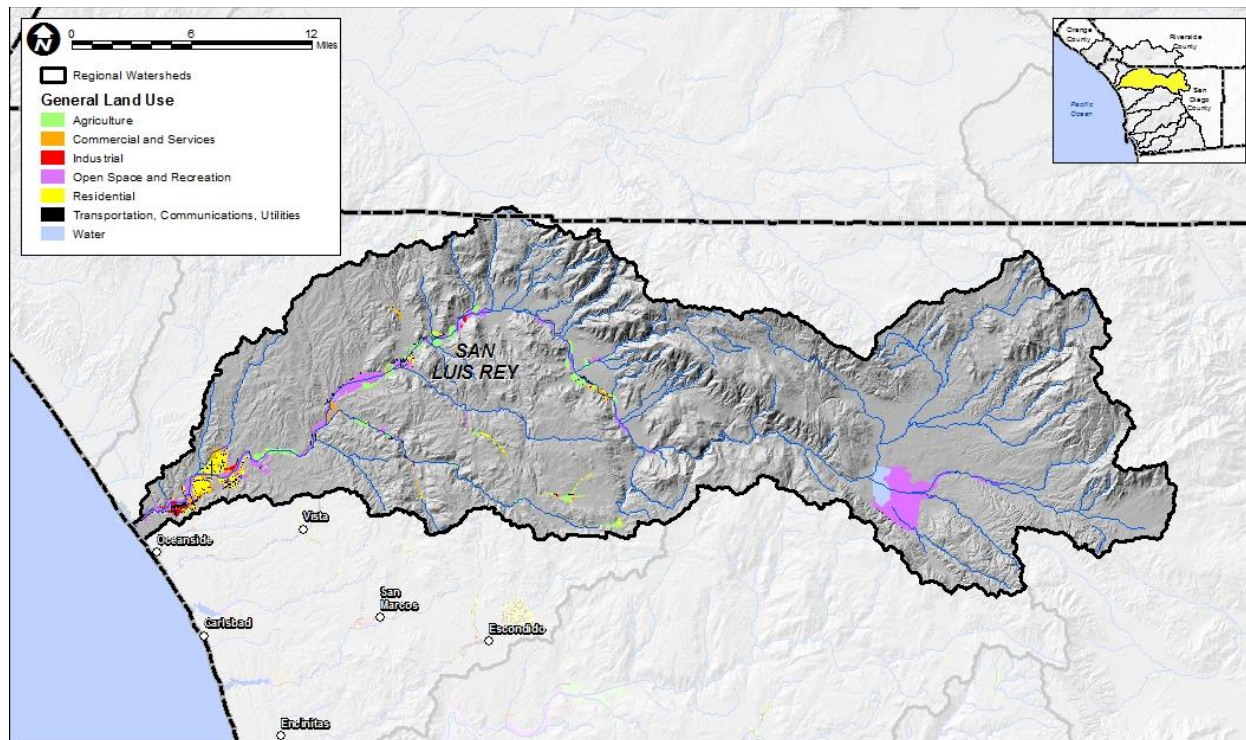 N
0 6 12
Miles
Regional Watersheds
General Land Use
Agriculture
Commercial and Services
Industrial
Open Space and Recreation
Residential
Transportation, Communications, Utilities
Water
Orange
County
Riverside
County
San
Diego
County
Pacific
Ocean
SAN
LUIS REY
Oceanside
Vista
San
Marcos
Carlsbad
Escondido
Encinitas